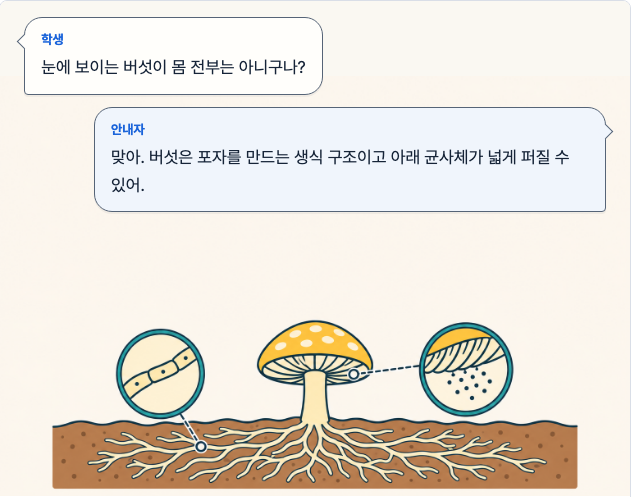 학생
눈에 보이는 버섯이 몸 전부는 아니구나?
안내자
맞아. 버섯은 포자를 만드는 생식 구조이고 아래 균사체가 넓게 퍼질 수
있어.